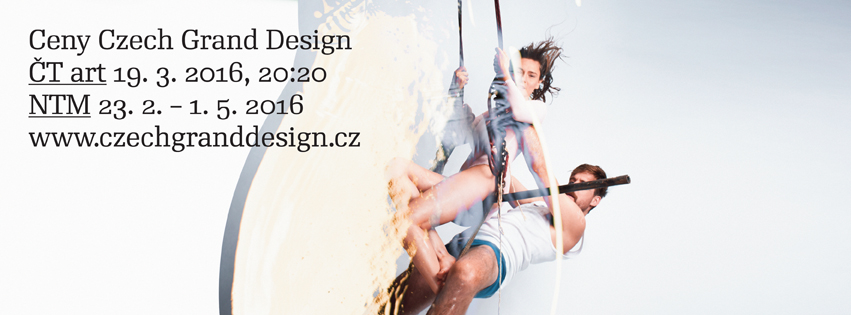 Ceny Czech Grand Design
ČT art 19. 3. 2016, 20:20
NTM 23. 2. – 1. 5. 2016
www.czechgranddesign.cz